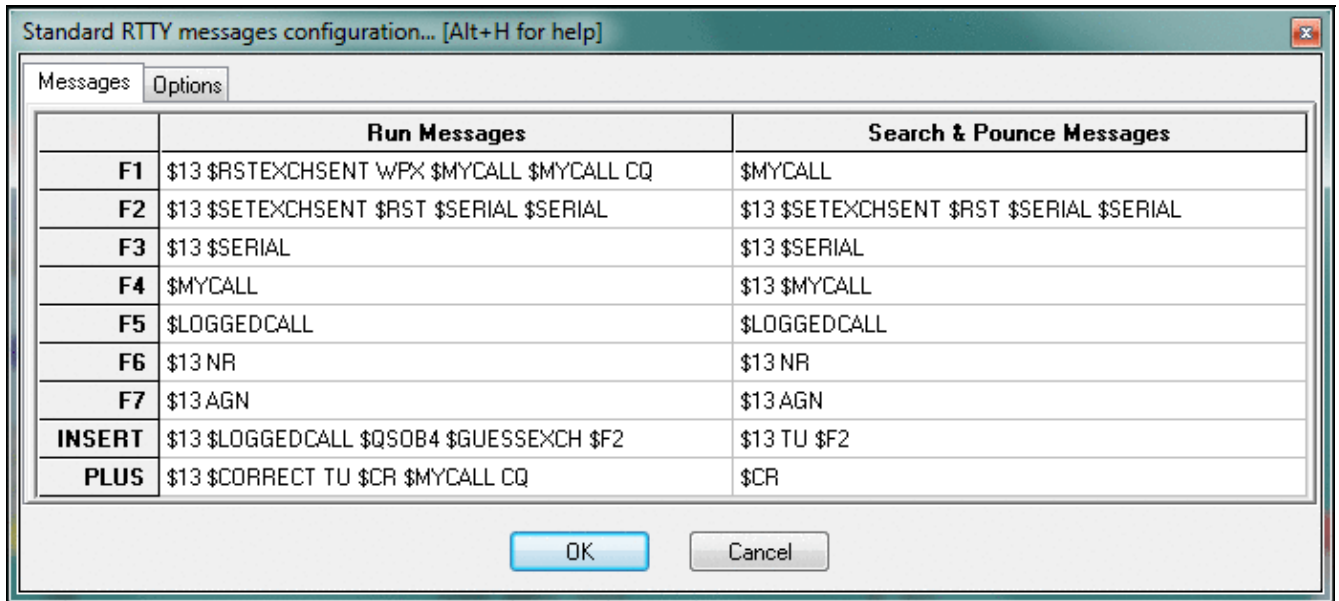 Standard RTTY messages configuration... [Alt+H for help]
Messages Options
Run Messages Search & Pounce Messages
F1 $13 $RSTEXCHSENT WPX $MYCALL $MYCALL CQ $MYCALL
F2 $13 $SETEXCHSENT $RST $SERIAL $SERIAL $13 $SETEXCHSENT $RST $SERIAL $SERIAL
F3 $13 $SERIAL $13 $SERIAL
F4 $MYCALL $13 $MYCALL
F5 $LOGGEDCALL $LOGGEDCALL
F6 $13 NR $13 NR
F7 $13 AGN $13 AGN
INSERT $13 $LOGGEDCALL $QSOB4 $GUESSEXCH $F2 $13 TU $F2
PLUS $13 $CORRECT TU $CR $MYCALL CQ $CR
OK Cancel